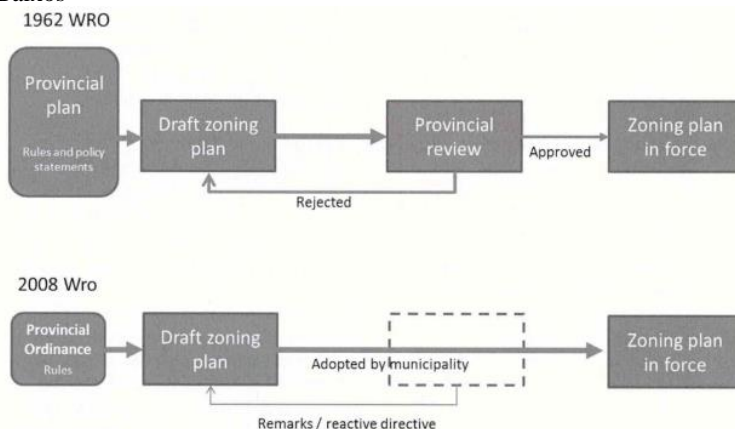 1962 WRO
Provincial
plan
Rules and policy
statements
Draft zoning
plan
Provincial
review
Approved
Zoning plan
in force
Rejected
2008 Wro
Provincial
Ordinance
Rules
Draft zoning
plan
Adopted by municipality
Zoning plan
in force
Remarks / reactive directive